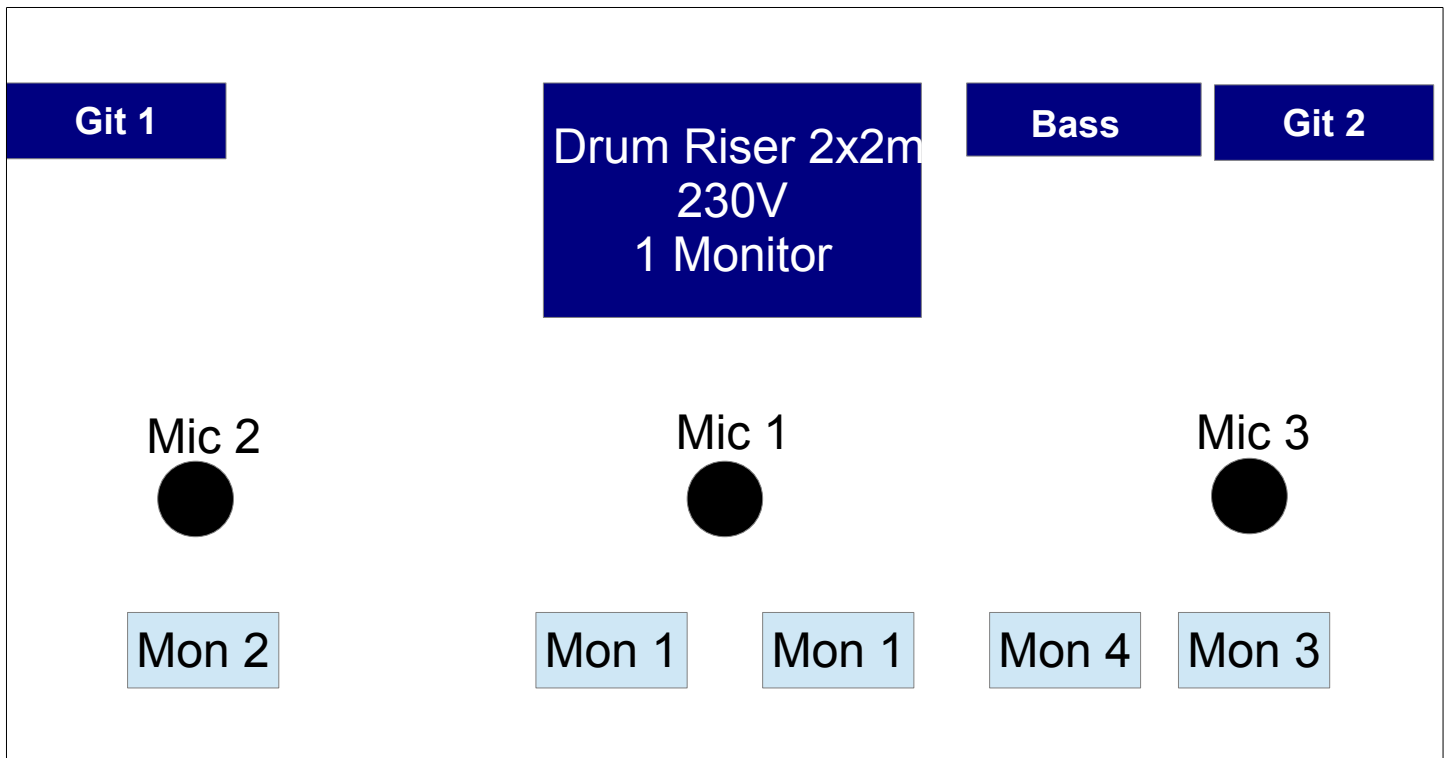 Git 1
Drum Riser 2x2m
230V
1 Monitor
Bass
Git 2
Mic 2
Mic 1
Mic 3
Mon 2
Mon 1
Mon 1
Mon 4
Mon 3